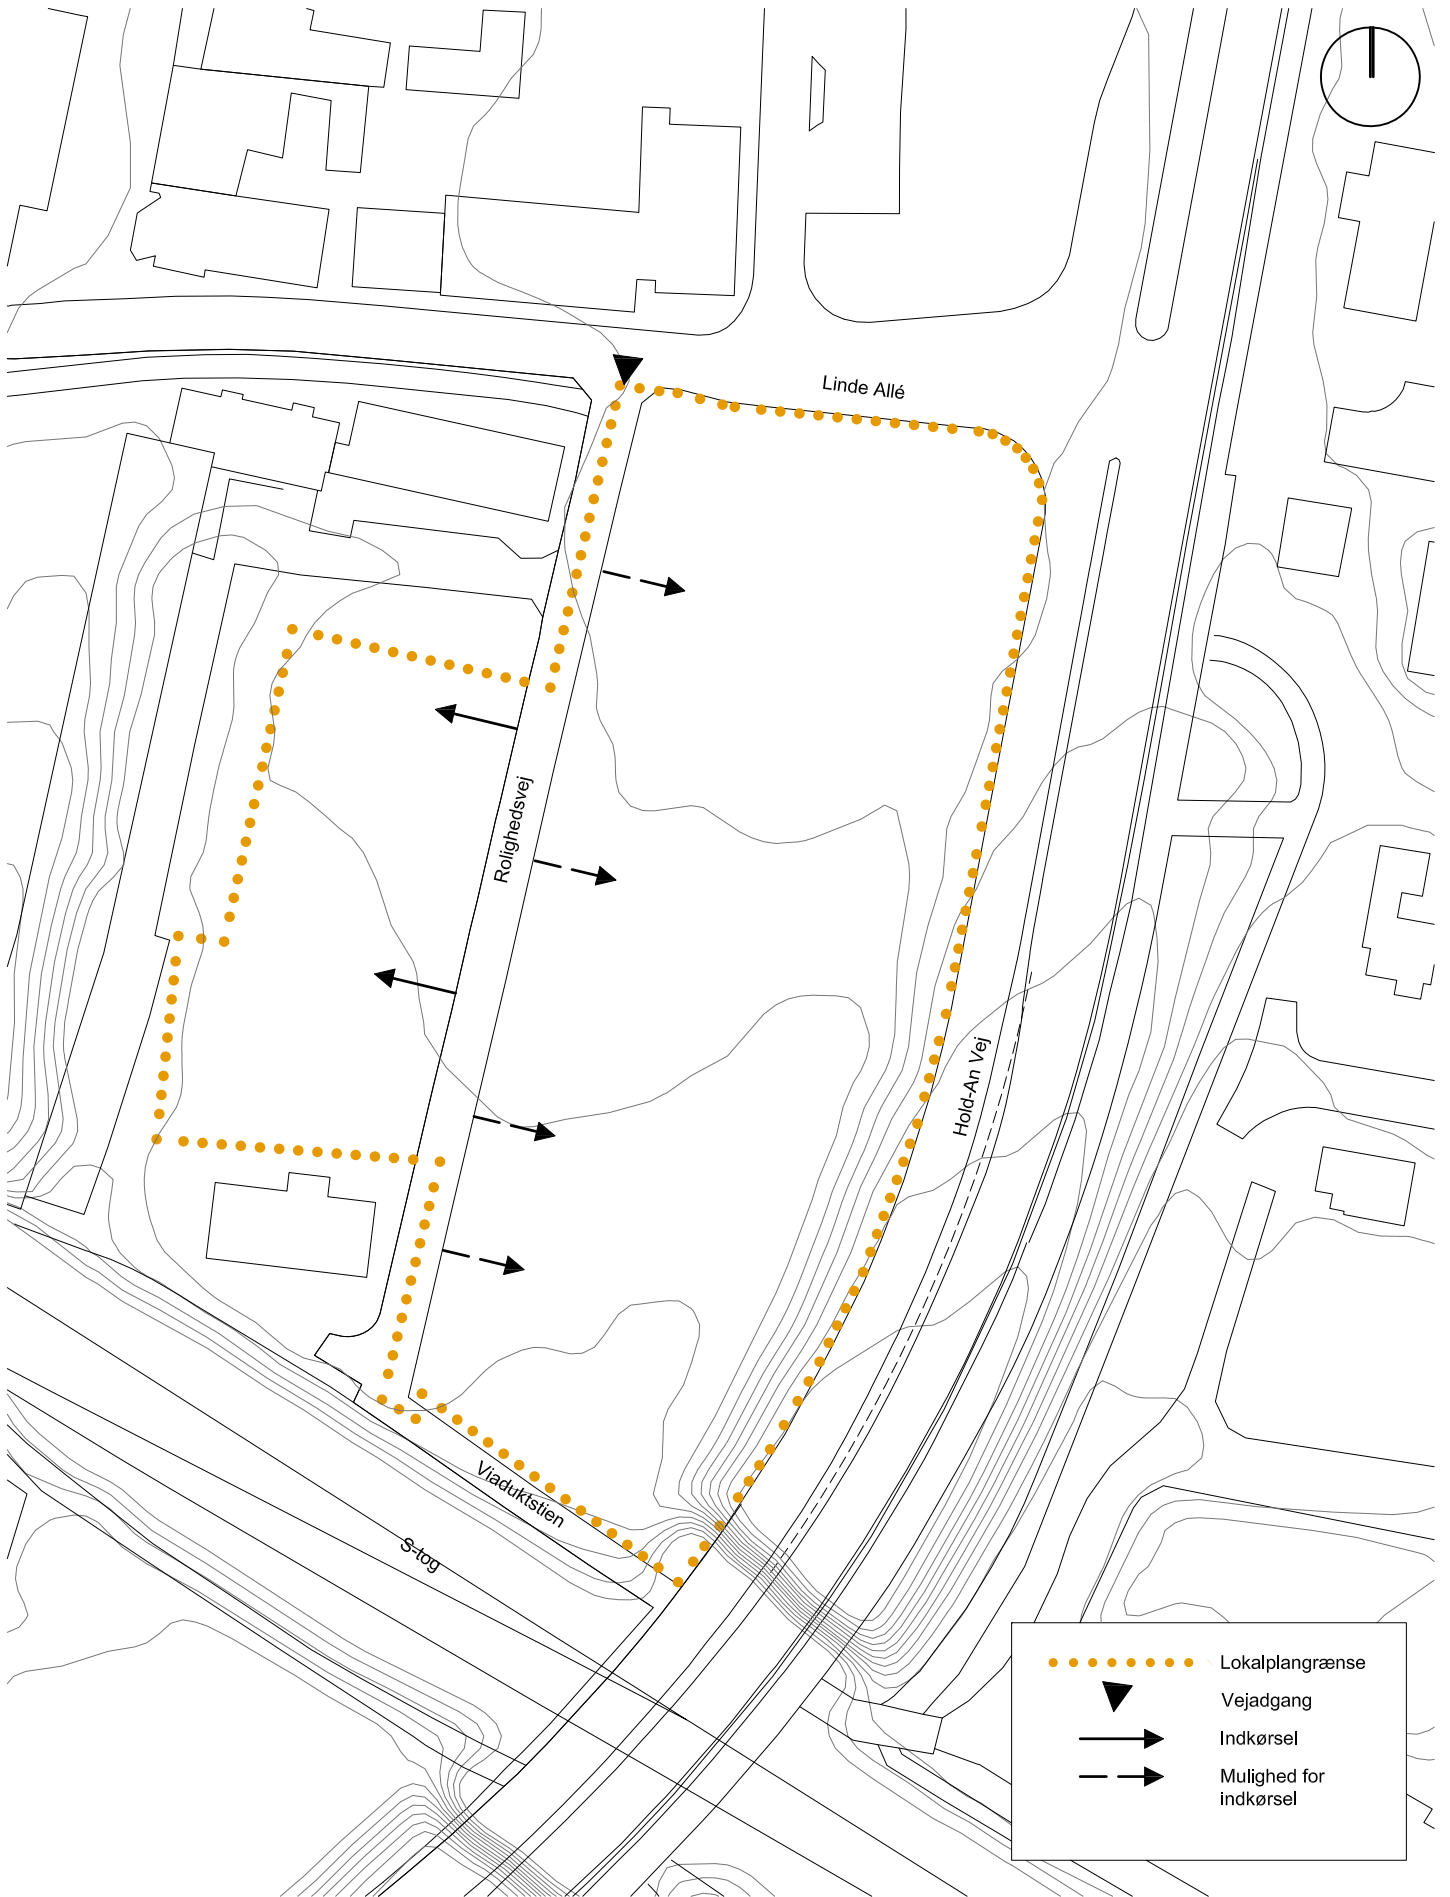 Linde Allé
Rolighedsvej
Hold-An Vej
Viaduktstien
S-tog
Lokalplangrænse
Vejadgang
Indkørsel
Mulighed for
indkørsel